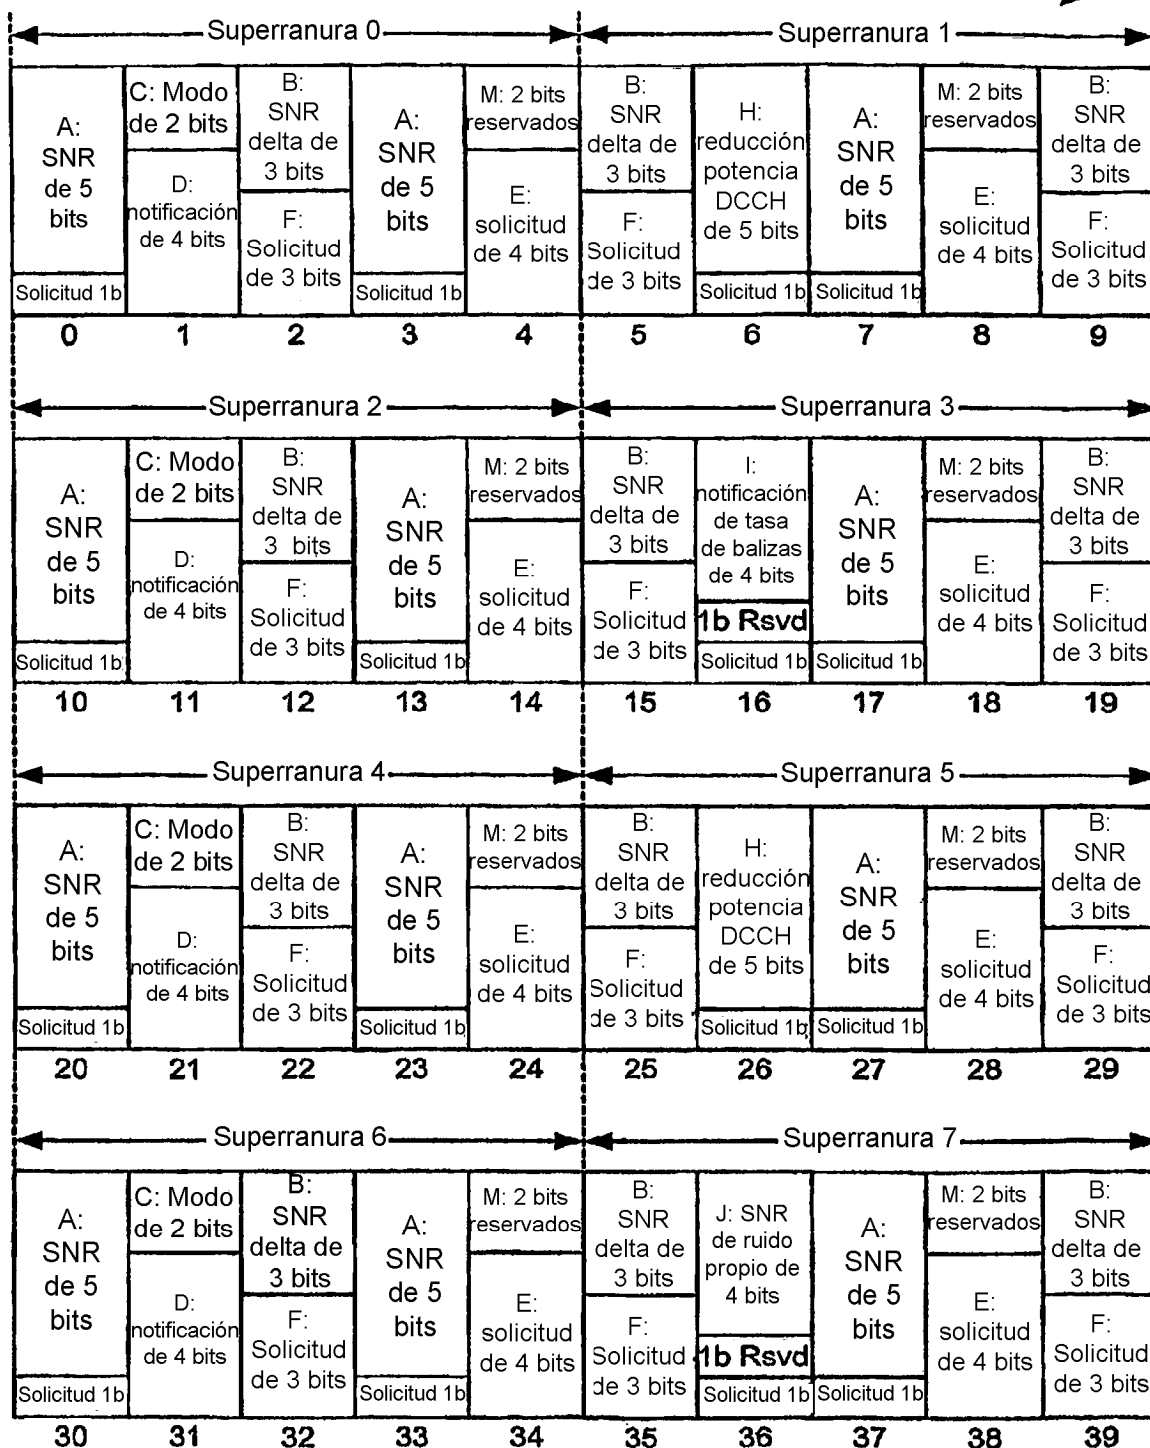 Superranura 0 Superranura 1
A:
SNR
de 5
bits
Solicitud 1b
C: Modo
de 2 bits
D:
notificación
de 4 bits
B:
SNR
delta de
3 bits
F:
Solicitud
de 3 bits
A:
SNR
de 5
bits
Solicitud 1b
M: 2 bits
reservados
E:
solicitud
de 4 bits
B:
SNR
delta de
3 bits
F:
Solicitud
de 3 bits
H:
reducción
potencia
DCCH
de 5 bits
Solicitud 1b
A:
SNR
de 5
bits
Solicitud 1b
M: 2 bits
reservados
E:
solicitud
de 4 bits
B:
SNR
delta de
3 bits
F:
Solicitud
de 3 bits
0 1 2 3 4 5 6 7 8 9
Superranura 2 Superranura 3
A:
SNR
de 5
bits
Solicitud 1b
C: Modo
de 2 bits
D:
notificación
de 4 bits
B:
SNR
delta de
3 bits
F:
Solicitud
de 3 bits
A:
SNR
de 5
bits
Solicitud 1b
M: 2 bits
reservados
E:
solicitud
de 4 bits
B:
SNR
delta de
3 bits
F:
Solicitud
de 3 bits
I:
notificación
de tasa
de balizas
de 4 bits
1b Rsvd
Solicitud 1b
A:
SNR
de 5
bits
Solicitud 1b
M: 2 bits
reservados
E:
solicitud
de 4 bits
B:
SNR
delta de
3 bits
F:
Solicitud
de 3 bits
10 11 12 13 14 15 16 17 18 19
Superranura 4 Superranura 5
A:
SNR
de 5
bits
Solicitud 1b
C: Modo
de 2 bits
D:
notificación
de 4 bits
B:
SNR
delta de
3 bits
F:
Solicitud
de 3 bits
A:
SNR
de 5
bits
Solicitud 1b
M: 2 bits
reservados
E:
solicitud
de 4 bits
B:
SNR
delta de
3 bits
F:
Solicitud
de 3 bits
H:
reducción
potencia
DCCH
de 5 bits
Solicitud 1b
A:
SNR
de 5
bits
Solicitud 1b
M: 2 bits
reservados
E:
solicitud
de 4 bits
B:
SNR
delta de
3 bits
F:
Solicitud
de 3 bits
20 21 22 23 24 25 26 27 28 29
Superranura 6 Superranura 7
A:
SNR
de 5
bits
Solicitud 1b
C: Modo
de 2 bits
D:
notificación
de 4 bits
B:
SNR
delta de
3 bits
F:
Solicitud
de 3 bits
A:
SNR
de 5
bits
Solicitud 1b
M: 2 bits
reservados
E:
solicitud
de 4 bits
B:
SNR
delta de
3 bits
F:
Solicitud
de 3 bits
J: SNR
de ruido
propio de
4 bits
1b Rsvd
Solicitud 1b
A:
SNR
de 5
bits
Solicitud 1b
M: 2 bits
reservados
E:
solicitud
de 4 bits
B:
SNR
delta de
3 bits
F:
Solicitud
de 3 bits
30 31 32 33 34 35 36 37 38 39